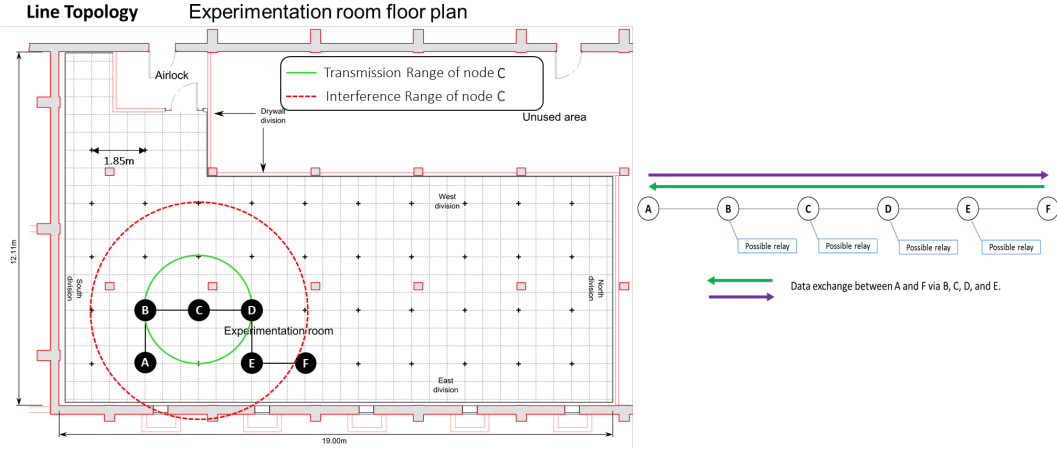 Line Topology
Experimentation room floor plan
Airlock
Transmission Range of node C
Interference Range of node C
Drywall
division
Unused area
1.85m
West
division
12.11m
South
division
North
division
B
C
D
Experimentation room
A
E
F
East
division
19.00m
A
B
C
D
E
F
Possible relay
Possible relay
Possible relay
Possible relay
Data exchange between A and F via B, C, D, and E.